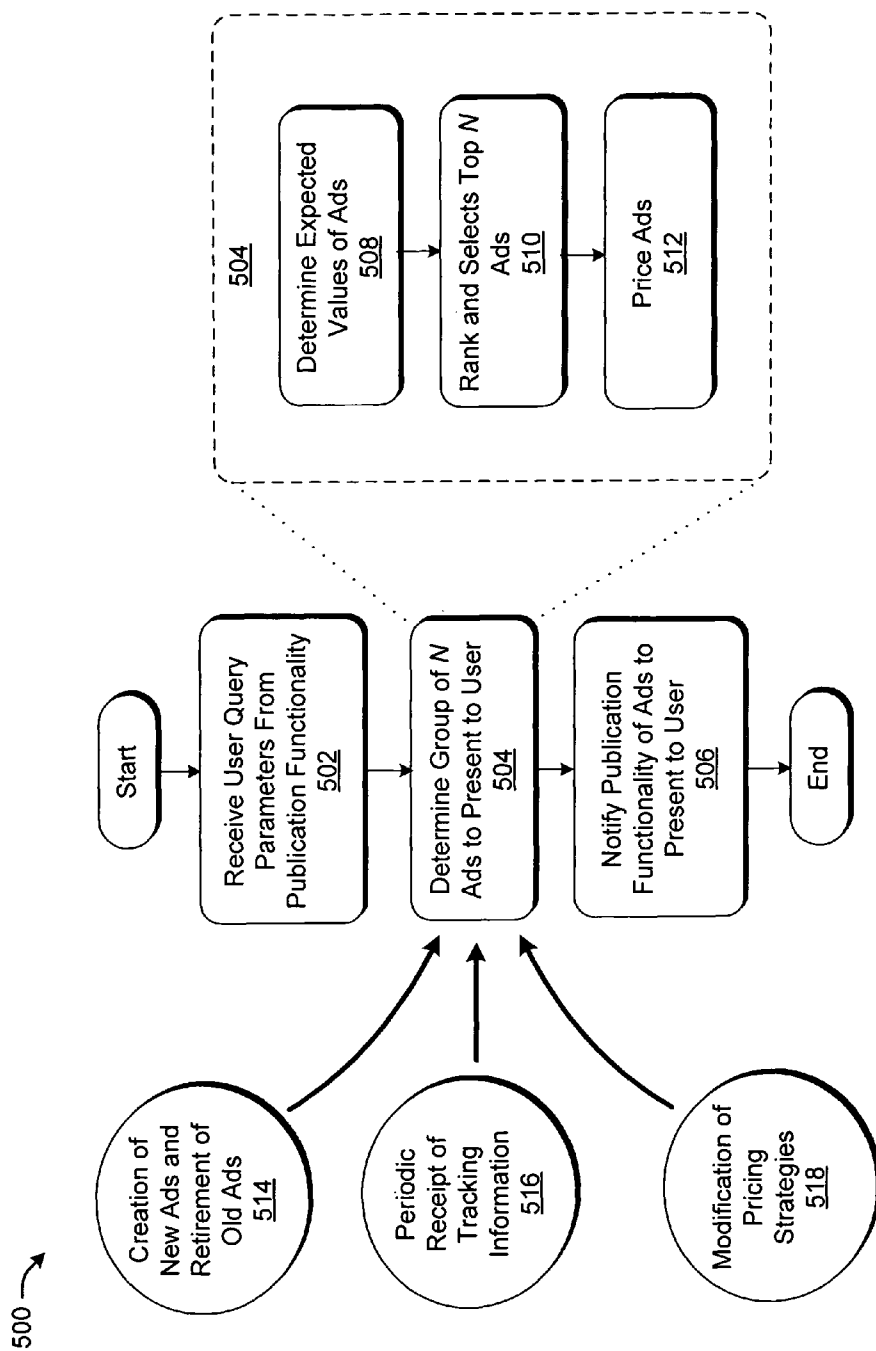 500
Creation of
New Ads and
Retirement of
Old Ads
514
Periodic
Receipt of
Tracking
Information
516
Modification of
Pricing
Strategies
518
Start
Receive User Query
Parameters From
Publication Functionality
502
Determine Group of N
Ads to Present to User
504
Notify Publication
Functionality of Ads to
Present to User
506
End
504
Determine Expected
Values of Ads
508
Rank and Selects Top N
Ads
510
Price Ads
512